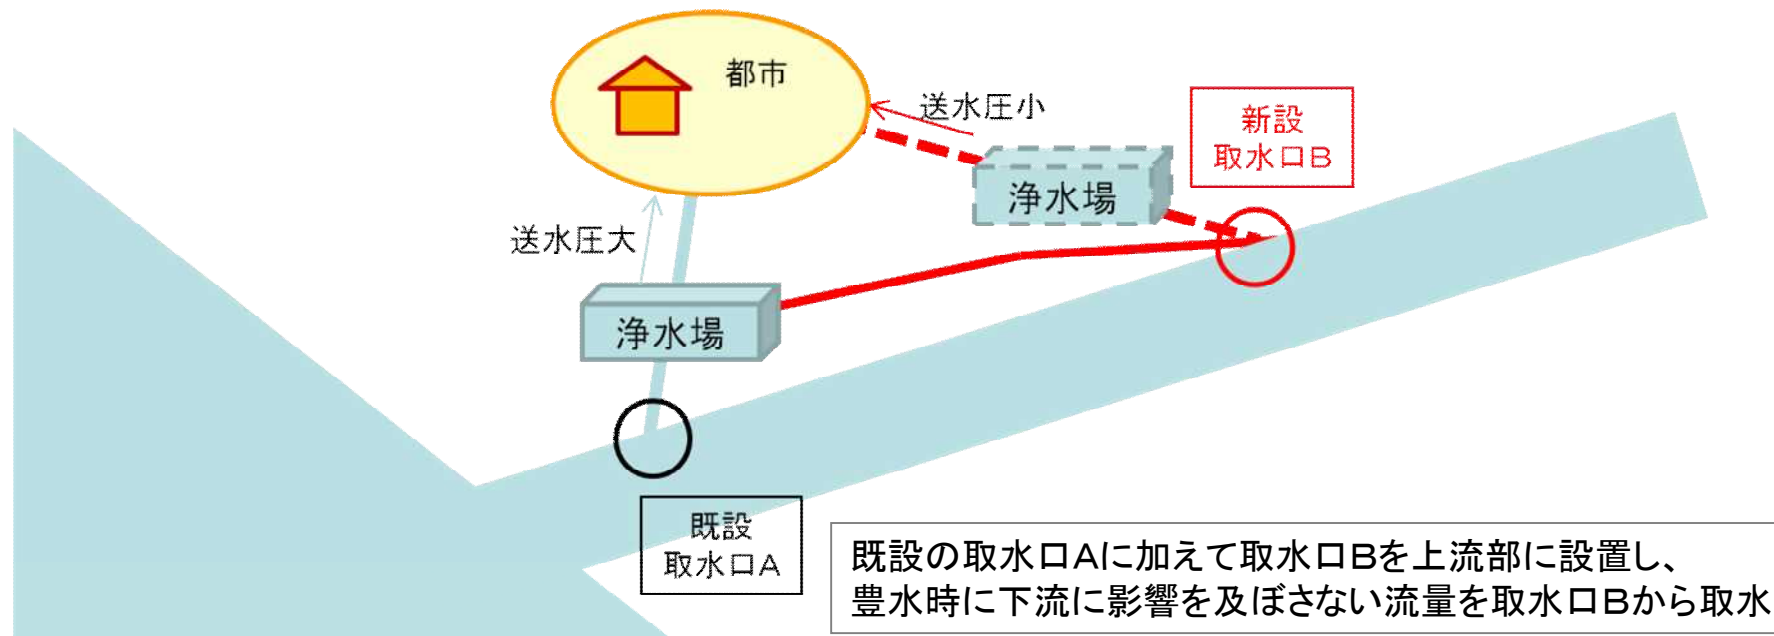 都市
送水圧小
新設
取水口B
浄水場
送水圧大
浄水場
既設
取水口A
既設の取水口Aに加えて取水口Bを上流部に設置し、
豊水時に下流に影響を及ぼさない流量を取水口Bから取水